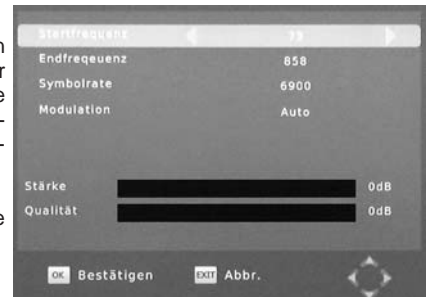 Startfrequenz 73
Endfreqeuenz 858
Symbolrate 6900
Modulation Auto
Stärke 0dB
Qualität 0dB
OK Bestätigen EXIT Abbr.